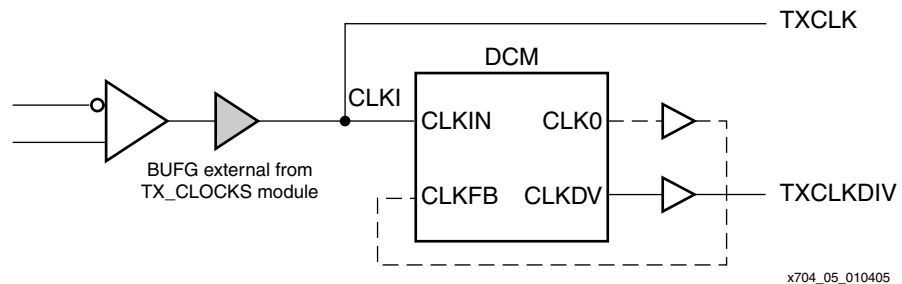 TXCLK
DCM
CLKI
CLKIN
CLK0
BUFG external from
TX_CLOCKS module
CLKFB
CLKDV
TXCLKDIV
x704_05_010405